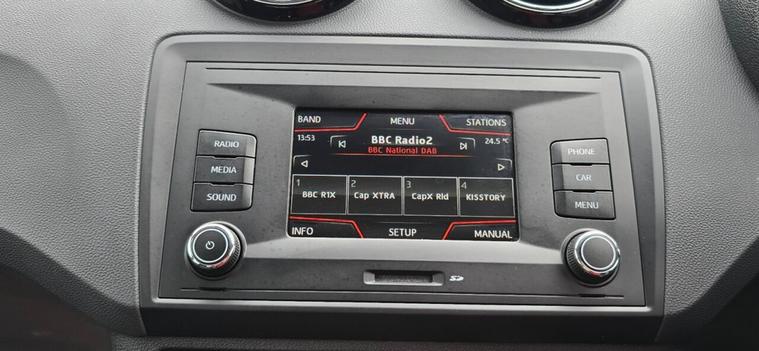 BAND MENU STATIONS
13:53 BBC Radio2 24.5 °C
BBC National DAB
1 2 3 4
BBC R1X Cap XTRA CapX Rld KISSTORY
INFO SETUP MANUAL
RADIO
MEDIA
SOUND
PHONE
CAR
MENU
SD